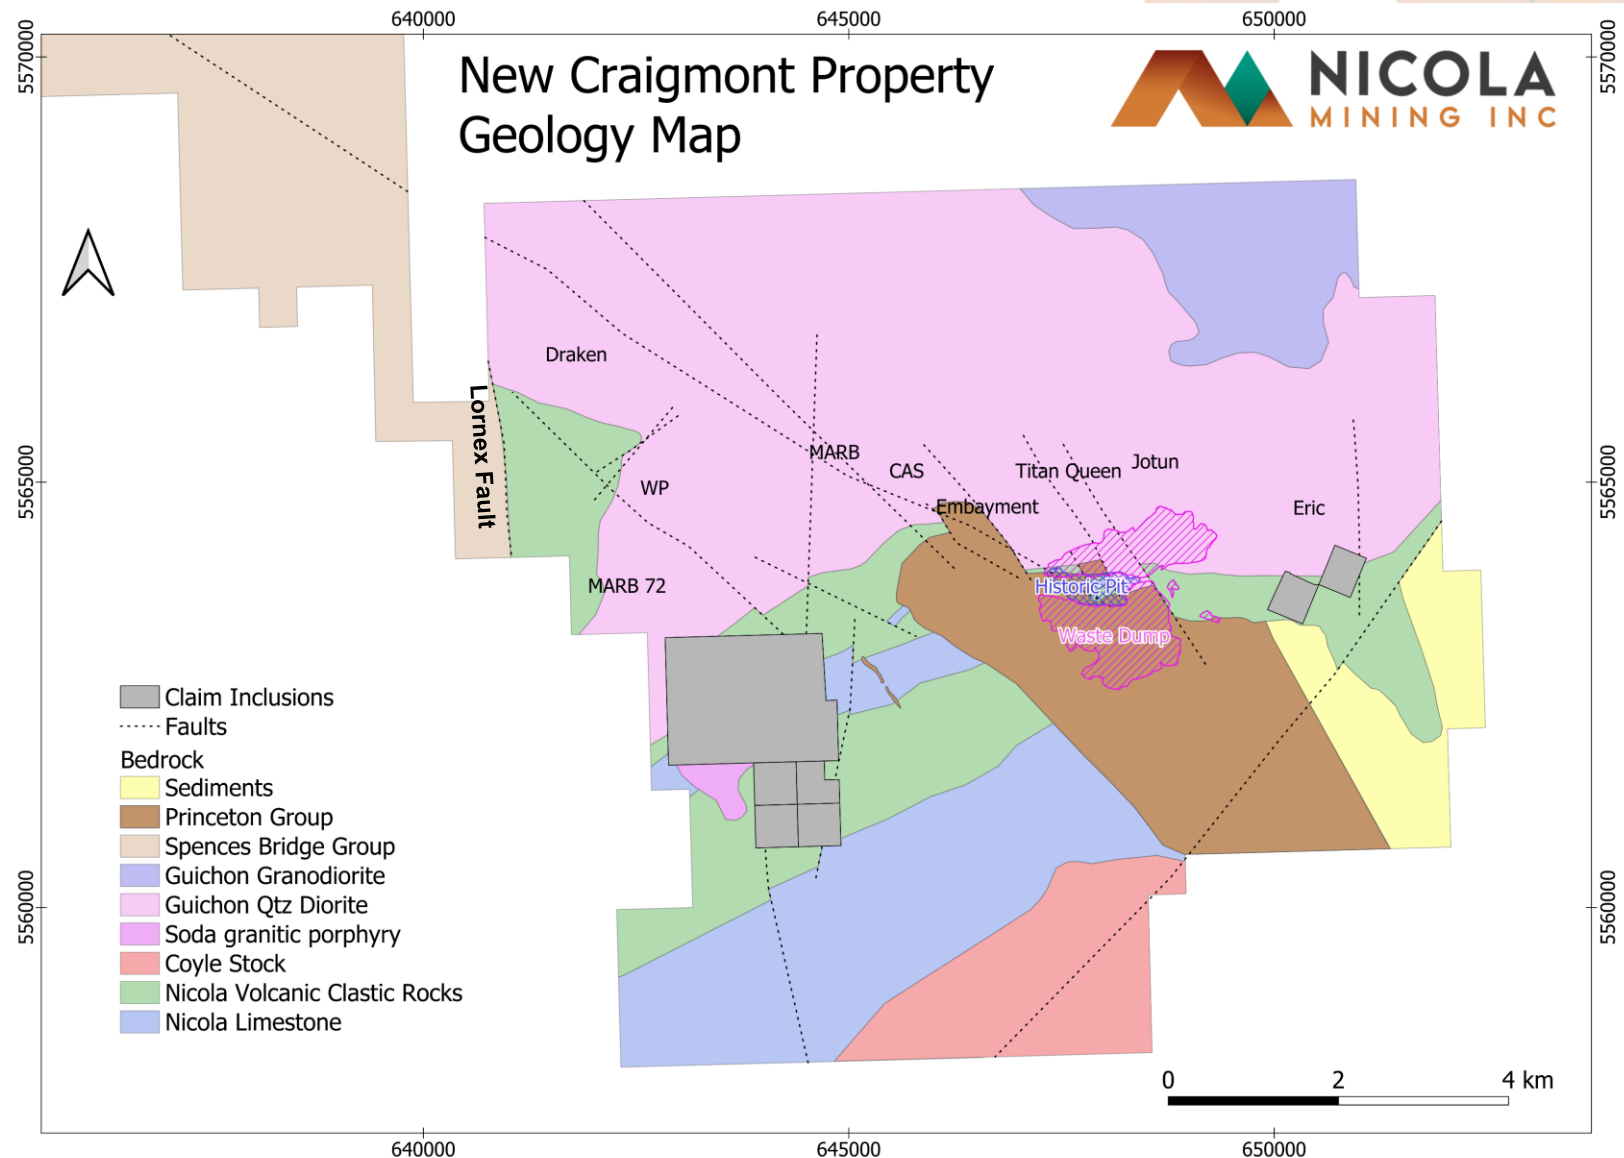 640000
645000
650000
5570000
5570000
New Craigmont Property
Geology Map
NICOLA
MINING INC
Draken
Lornex Fault
MARB
CAS
Titan Queen
Jotun
WP
Embayment
Eric
5565000
5565000
MARB 72
Historic Pit
Waste Dump
Claim Inclusions
Faults
Bedrock
Sediments
Princeton Group
Spences Bridge Group
Guichon Granodiorite
Guichon Qtz Diorite
Soda granitic porphyry
Coyle Stock
Nicola Volcanic Clastic Rocks
Nicola Limestone
5560000
5560000
0 2 4 km
640000
645000
650000